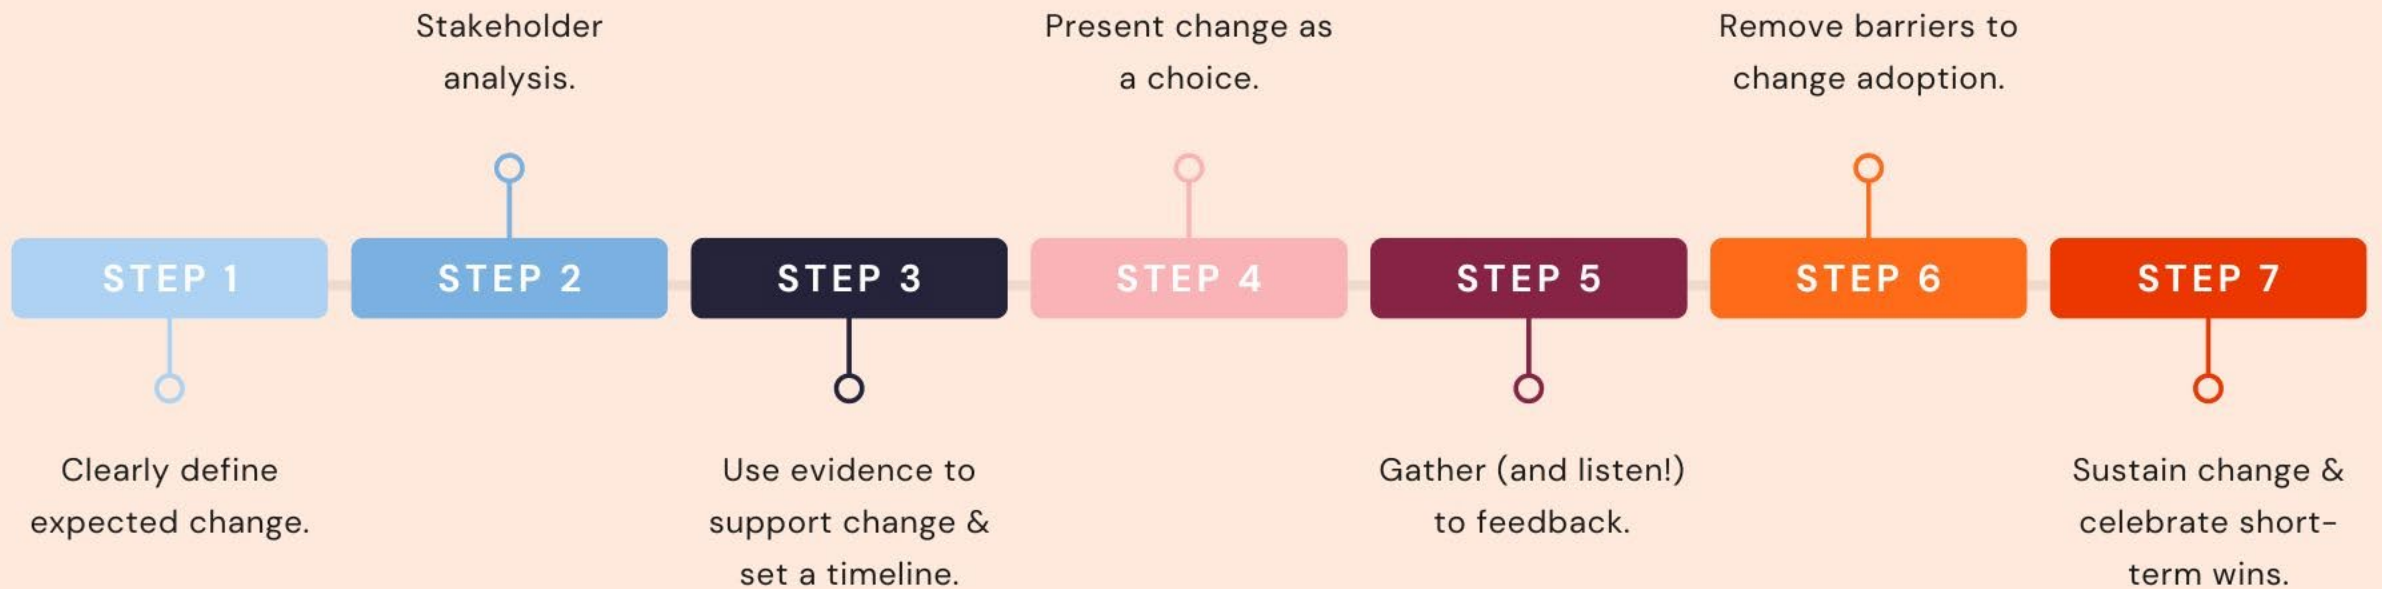 Stakeholder
analysis.
Present change as
a choice.
Remove barriers to
change adoption.
STEP 1
STEP 2
STEP 3
STEP 4
STEP 5
STEP 6
STEP 7
Clearly define
expected change.
Use evidence to
support change &
set a timeline.
Gather (and listen!)
to feedback.
Sustain change &
celebrate short-
term wins.